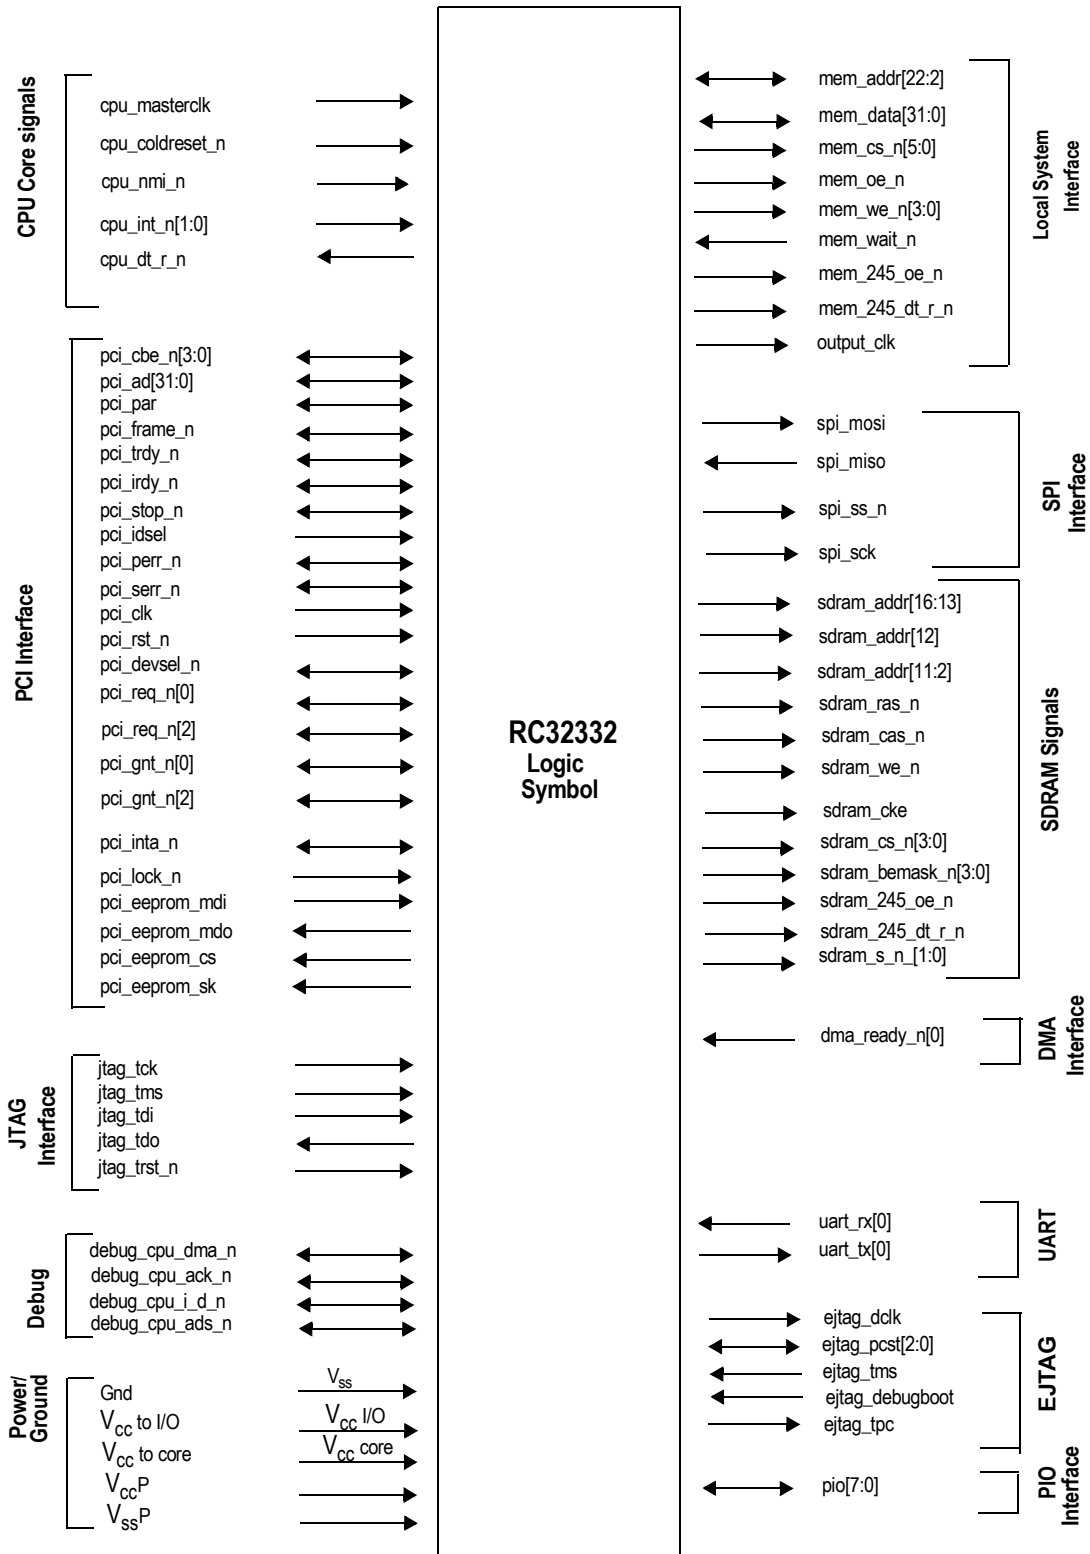 CPU Core signals
cpu_masterclk
cpu_coldreset_n
cpu_nmi_n
cpu_int_n[1:0]
cpu_dt_r_n
PCI Interface
pci_cbe_n[3:0]
pci_ad[31:0]
pci_par
pci_frame_n
pci_trdy_n
pci_irdy_n
pci_stop_n
pci_idsel
pci_perr_n
pci_serr_n
pci_clk
pci_rst_n
pci_devsel_n
pci_req_n[0]
pci_req_n[2]
pci_gnt_n[0]
pci_gnt_n[2]
pci_inta_n
pci_lock_n
pci_eeprom_mdi
pci_eeprom_mdo
pci_eeprom_cs
pci_eeprom_sk
JTAG
Interface
jtag_tck
jtag_tms
jtag_tdi
jtag_tdo
jtag_trst_n
Debug
debug_cpu_dma_n
debug_cpu_ack_n
debug_cpu_i_d_n
debug_cpu_ads_n
Power/
Ground
Gnd
Vss
Vcc to I/O
Vcc I/O
Vcc to core
Vcc core
VccP
VssP
RC32332
Logic
Symbol
mem_addr[22:2]
mem_data[31:0]
mem_cs_n[5:0]
mem_oe_n
mem_we_n[3:0]
mem_wait_n
mem_245_oe_n
mem_245_dt_r_n
output_clk
Local System
Interface
spi_mosi
spi_miso
spi_ss_n
spi_sck
SPI
Interface
sdram_addr[16:13]
sdram_addr[12]
sdram_addr[11:2]
sdram_ras_n
sdram_cas_n
sdram_we_n
sdram_cke
sdram_cs_n[3:0]
sdram_bemask_n[3:0]
sdram_245_oe_n
sdram_245_dt_r_n
sdram_s_n_[1:0]
SDRAM Signals
dma_ready_n[0]
DMA
Interface
uart_rx[0]
uart_tx[0]
UART
ejtag_dclk
ejtag_pcst[2:0]
ejtag_tms
ejtag_debugboot
ejtag_tpc
EJTAG
pio[7:0]
PIO
Interface